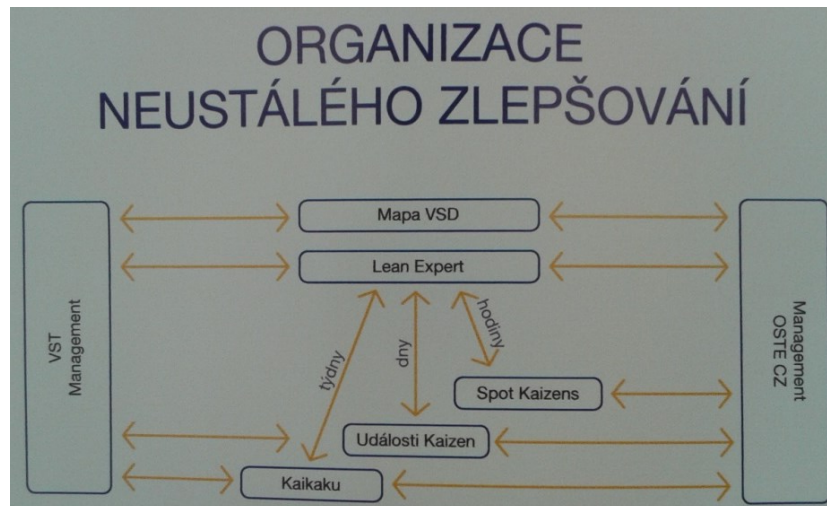 ORGANIZACE
NEUSTÁLÉHO ZLEPŠOVÁNÍ
Mapa VSD
Lean Expert
VST
Management
Management
OSTE CZ
týdny
dny
hodiny
Spot Kaizens
Události Kaizen
Kaikaku